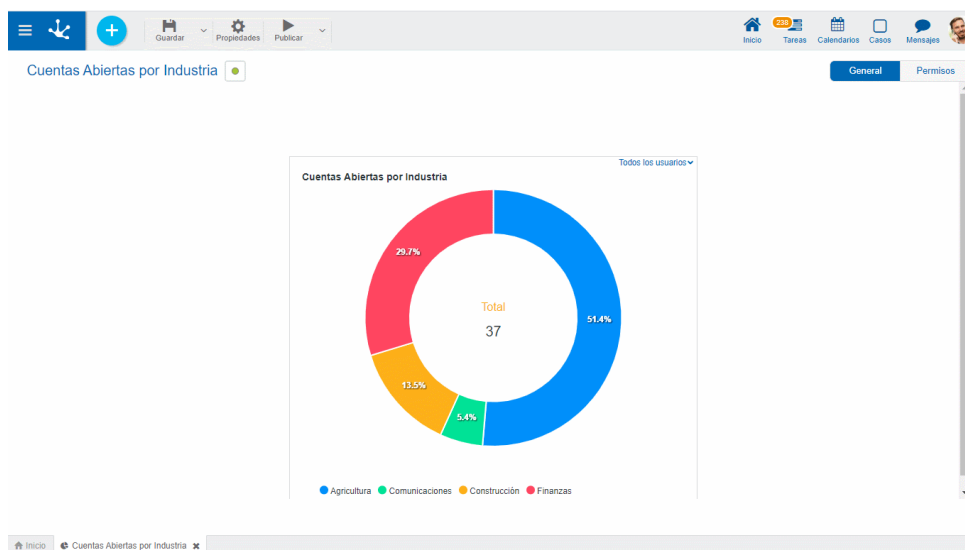 Guardar
Propiedades
Publicar
Inicio
238
Tareas
Calendarios
Casos
Mensajes
Cuentas Abiertas por Industria
General
Permisos
Todos los usuarios
Cuentas Abiertas por Industria
29.7%
51.4%
13.5%
5.4%
Total
37
Agricultura Comunicaciones Construcción Finanzas
Inicio Cuentas Abiertas por Industria